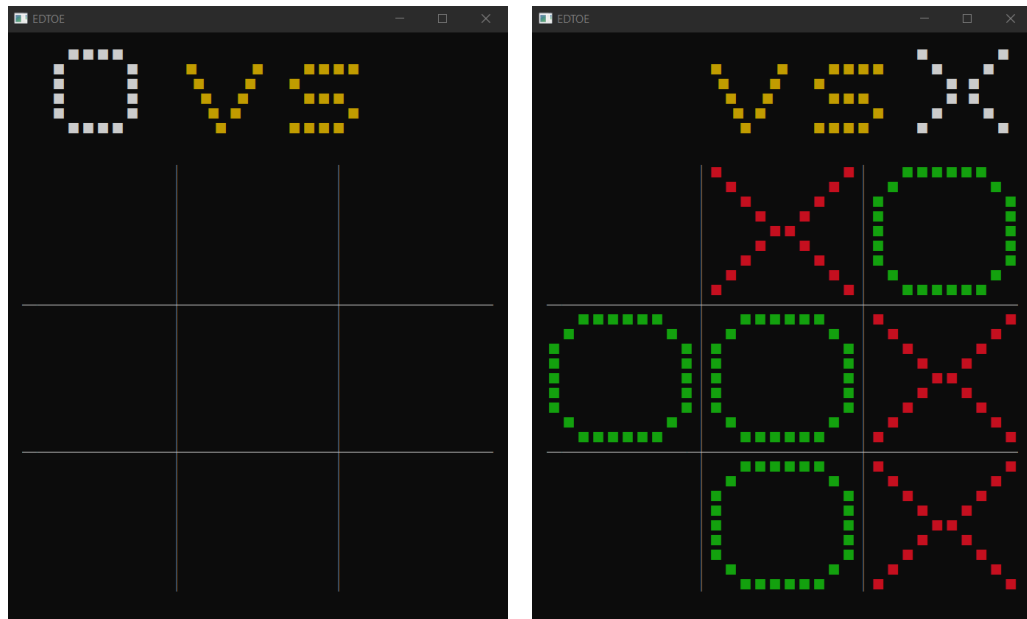 EDTOE
O VS
EDTOE
VS X
X O
O O X
O X